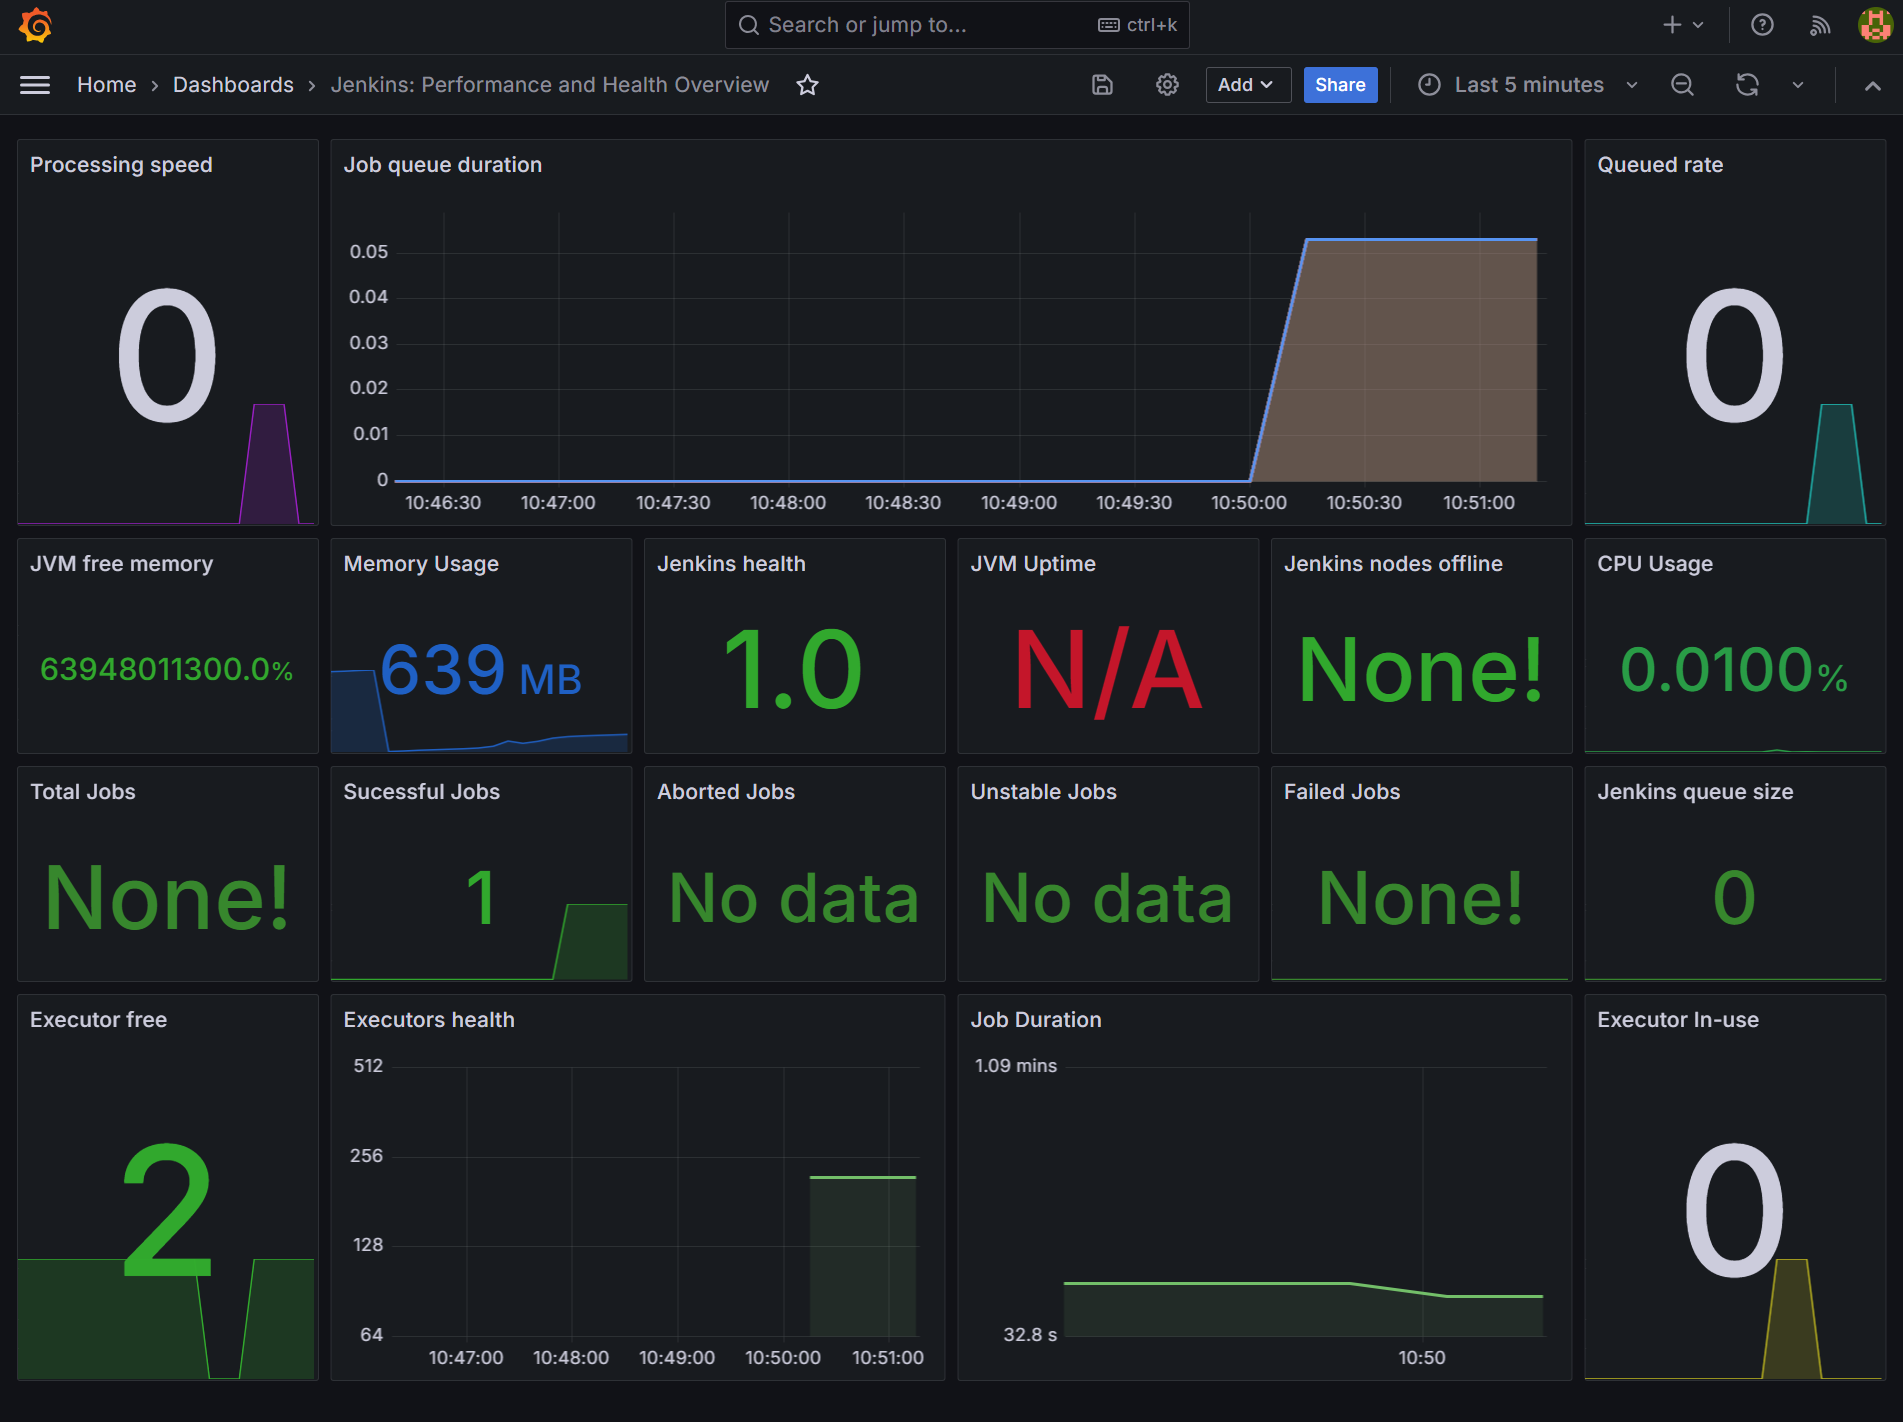 Search or jump to...
ctrl+k
Home › Dashboards › Jenkins: Performance and Health Overview
Add
Share
Last 5 minutes
Processing speed
0
Job queue duration
0.05
0.04
0.03
0.02
0.01
0
10:46:30 10:47:00 10:47:30 10:48:00 10:48:30 10:49:00 10:49:30 10:50:00 10:50:30 10:51:00
Queued rate
0
JVM free memory
63948011300.0%
Memory Usage
639 MB
Jenkins health
1.0
JVM Uptime
N/A
Jenkins nodes offline
None!
CPU Usage
0.0100%
Total Jobs
None!
Sucessful Jobs
1
Aborted Jobs
No data
Unstable Jobs
No data
Failed Jobs
None!
Jenkins queue size
0
Executor free
2
Executors health
512
256
128
64
10:47:00 10:48:00 10:49:00 10:50:00 10:51:00
Job Duration
1.09 mins
32.8 s
10:50
Executor In-use
0